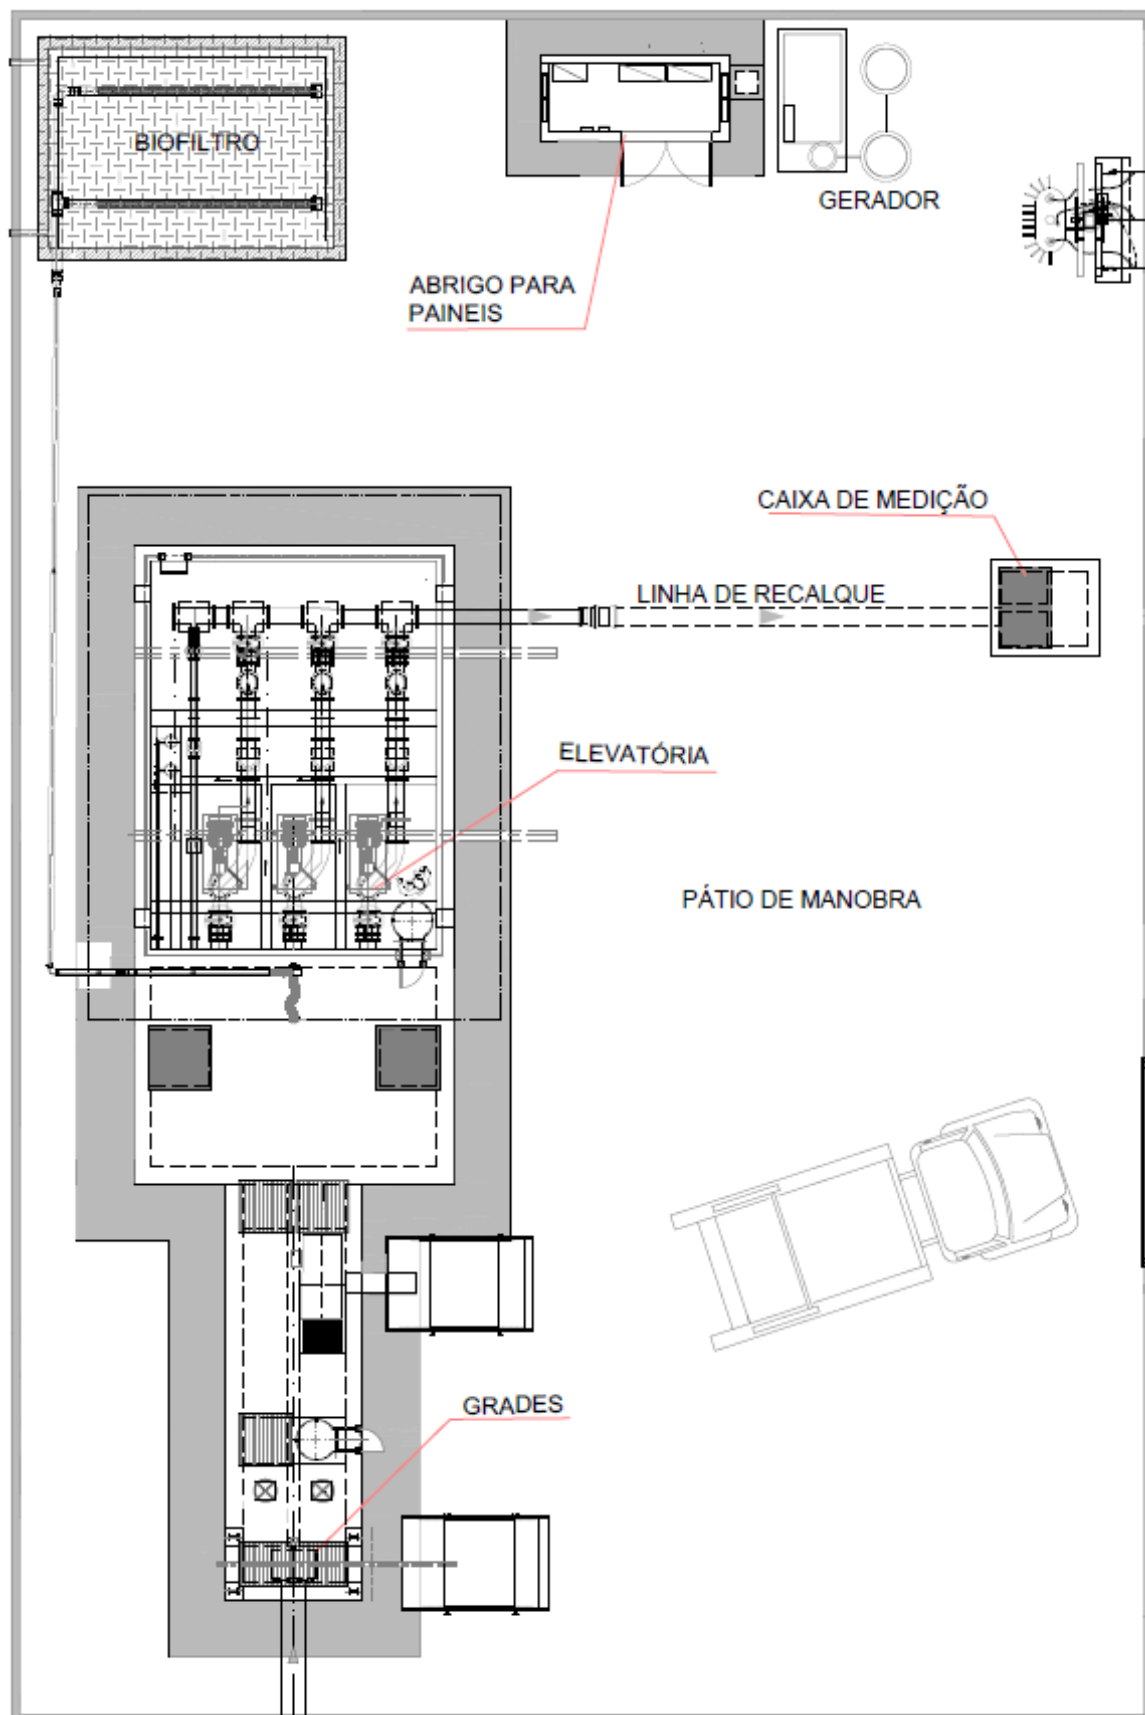 BIOFILTRO
GERADOR
ABRIGO PARA
PAINEIS
CAIXA DE MEDIÇÃO
LINHA DE RECALQUE
ELEVATÓRIA
PÁTIO DE MANOBRA
GRADES